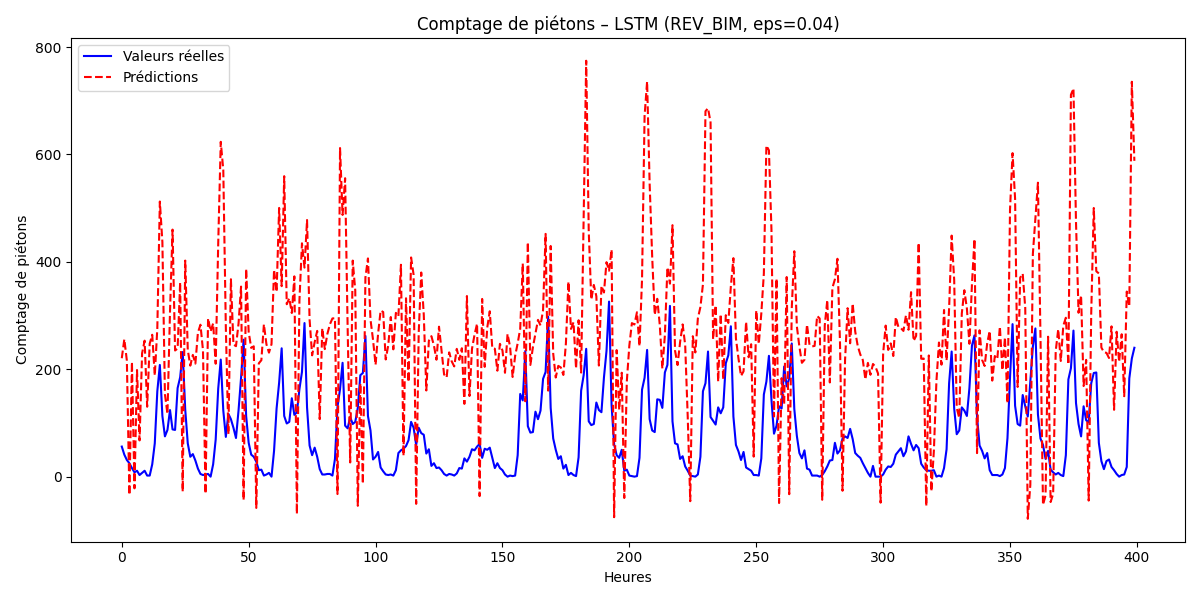 Comptage de piétons – LSTM (REV_BIM, eps=0.04)
Valeurs réelles
Prédictions
Comptage de piétons
800
600
400
200
0
0 50 100 150 200 250 300 350 400
Heures